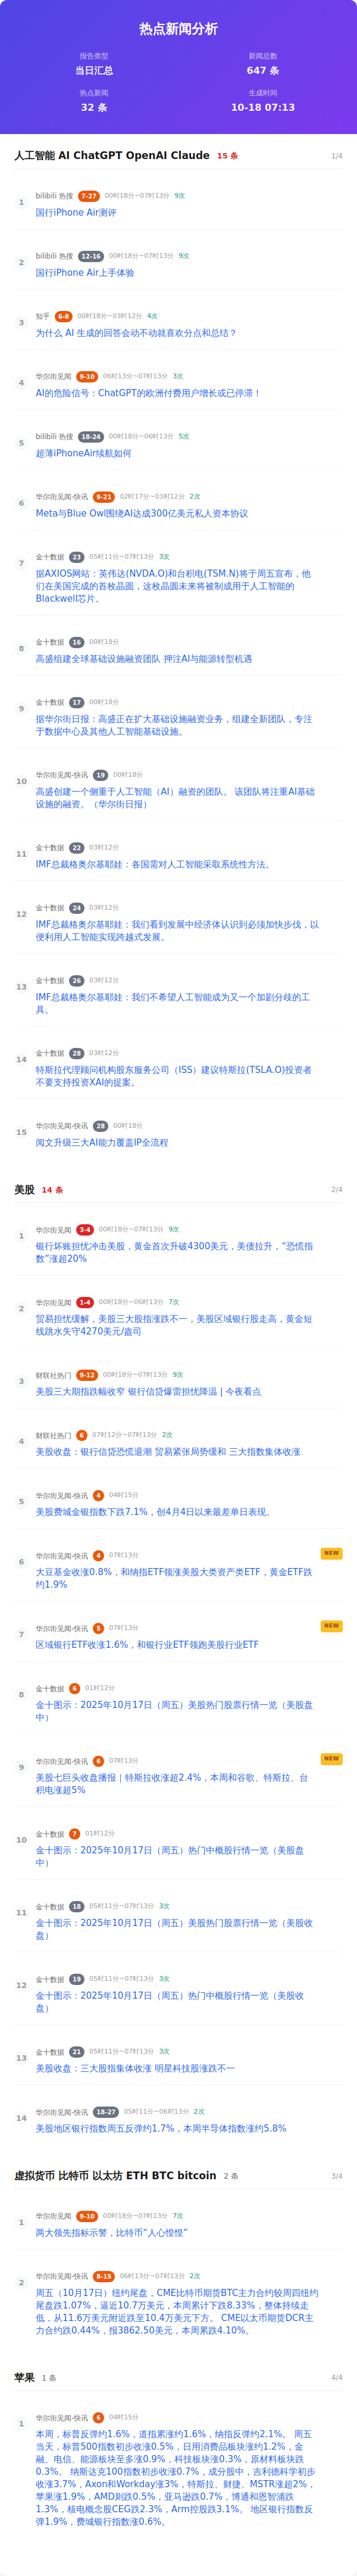 热点新闻分析
报告类型
新闻总数
当日汇总
647 条
热点新闻
生成时间
32 条
10-18 07:13
人工智能 AI ChatGPT OpenAI Claude 15 条 1/4
1 bilibili 热搜 7-27 00时18分~07时13分 9次
国行iPhone Air测评
2 bilibili 热搜 12-16 00时18分~07时13分 9次
国行iPhone Air上手体验
3 知乎 6-8 00时18分~03时12分 4次
为什么 AI 生成的回答会动不动就喜欢分点和总结？
4 华尔街见闻 9-10 06时13分~07时13分 3次
AI的危险信号：ChatGPT的欧洲付费用户增长或已停滞！
5 bilibili 热搜 18-24 00时18分~06时13分 5次
超薄iPhoneAir续航如何
6 华尔街见闻-快讯 9-21 02时17分~03时12分 2次
Meta与Blue Owl围绕AI达成300亿美元私人资本协议
7 金十数据 23 05时11分~07时13分 3次
据AXIOS网站：英伟达(NVDA.O)和台积电(TSM.N)将于周五宣布，他
们在美国完成的首枚晶圆，这枚晶圆未来将被制成用于人工智能的
Blackwell芯片。
8 金十数据 16 00时18分
高盛组建全球基础设施融资团队 押注AI与能源转型机遇
9 金十数据 17 00时18分
据华尔街日报：高盛正在扩大基础设施融资业务，组建全新团队，专注
于数据中心及其他人工智能基础设施。
10 华尔街见闻-快讯 19 00时18分
高盛创建一个侧重于人工智能（AI）融资的团队。 该团队将重注AI基础
设施的融资。（华尔街日报）
11 金十数据 22 03时12分
IMF总裁格奥尔基耶娃：各国需对人工智能采取系统性方法。
12 金十数据 24 03时12分
IMF总裁格奥尔基耶娃：我们看到发展中经济体认识到必须加快步伐，以
便利用人工智能实现跨越式发展。
13 金十数据 26 03时12分
IMF总裁格奥尔基耶娃：我们不希望人工智能成为又一个加剧分歧的工
具。
14 金十数据 28 03时12分
特斯拉代理顾问机构股东服务公司（ISS）建议特斯拉(TSLA.O)投资者
不要支持投资XAI的提案。
15 华尔街见闻-快讯 28 00时18分
阅文升级三大AI能力覆盖IP全流程
美股 14 条 2/4
1 华尔街见闻 3-4 00时18分~07时13分 9次
银行坏账担忧冲击美股，黄金首次升破4300美元，美债拉升，“恐慌指
数”涨超20%
2 华尔街见闻 1-4 00时18分~06时13分 7次
贸易担忧缓解，美股三大股指涨跌不一，美股区域银行股走高，黄金短
线跳水失守4270美元/盎司
3 财联社热门 9-12 00时18分~07时13分 9次
美股三大期指跌幅收窄 银行信贷爆雷担忧降温 | 今夜看点
4 财联社热门 6 07时12分~07时13分 2次
美股收盘：银行信贷恐慌退潮 贸易紧张局势缓和 三大指数集体收涨
5 华尔街见闻-快讯 4 04时15分
美股费城金银指数下跌7.1%，创4月4日以来最差单日表现。
6 华尔街见闻-快讯 4 07时13分 NEW
大豆基金收涨0.8%，和纳指ETF领涨美股大类资产类ETF，黄金ETF跌
约1.9%
7 华尔街见闻-快讯 5 07时13分 NEW
区域银行ETF收涨1.6%，和银行业ETF领跑美股行业ETF
8 金十数据 6 01时12分
金十图示：2025年10月17日（周五）美股热门股票行情一览（美股盘
中）
9 华尔街见闻-快讯 6 07时13分 NEW
美股七巨头收盘播报｜特斯拉收涨超2.4%，本周和谷歌、特斯拉、台
积电涨超5%
10 金十数据 7 01时12分
金十图示：2025年10月17日（周五）热门中概股行情一览（美股盘
中）
11 金十数据 18 05时11分~07时13分 3次
金十图示：2025年10月17日（周五）美股热门股票行情一览（美股收
盘）
12 金十数据 19 05时11分~07时13分 3次
金十图示：2025年10月17日（周五）热门中概股行情一览（美股收
盘）
13 金十数据 21 05时11分~07时13分 3次
美股收盘：三大股指集体收涨 明星科技股涨跌不一
14 华尔街见闻-快讯 18-27 05时11分~06时13分 2次
美股地区银行指数周五反弹约1.7%，本周半导体指数涨约5.8%
虚拟货币 比特币 以太坊 ETH BTC bitcoin 2 条 3/4
1 华尔街见闻 9-10 00时18分~07时13分 7次
两大领先指标示警，比特币“人心惶惶”
2 华尔街见闻-快讯 8-15 06时13分~07时13分 2次
周五（10月17日）纽约尾盘，CME比特币期货BTC主力合约较周四纽约
尾盘跌1.07%，逼近10.7万美元，本周累计下跌8.33%，整体持续走
低，从11.6万美元附近跌至10.4万美元下方。 CME以太币期货DCR主
力合约跌0.44%，报3862.50美元，本周累跌4.10%。
苹果 1 条 4/4
1 华尔街见闻-快讯 6 04时15分
本周，标普反弹约1.6%，道指累涨约1.6%，纳指反弹约2.1%。 周五
当天，标普500指数初步收涨0.5%，日用消费品板块涨约1.2%，金
融、电信、能源板块至多涨0.9%，科技板块涨0.3%，原材料板块跌
0.3%。 纳斯达克100指数初步收涨0.7%，成分股中，吉利德科学初步
收涨3.7%，Axon和Workday涨3%，特斯拉、财捷、MSTR涨超2%，
苹果涨1.9%，AMD则跌0.5%，亚马逊跌0.7%，博通和恩智浦跌
1.3%，核电概念股CEG跌2.3%，Arm控股跌3.1%。 地区银行指数反
弹1.9%，费城银行指数涨0.6%。